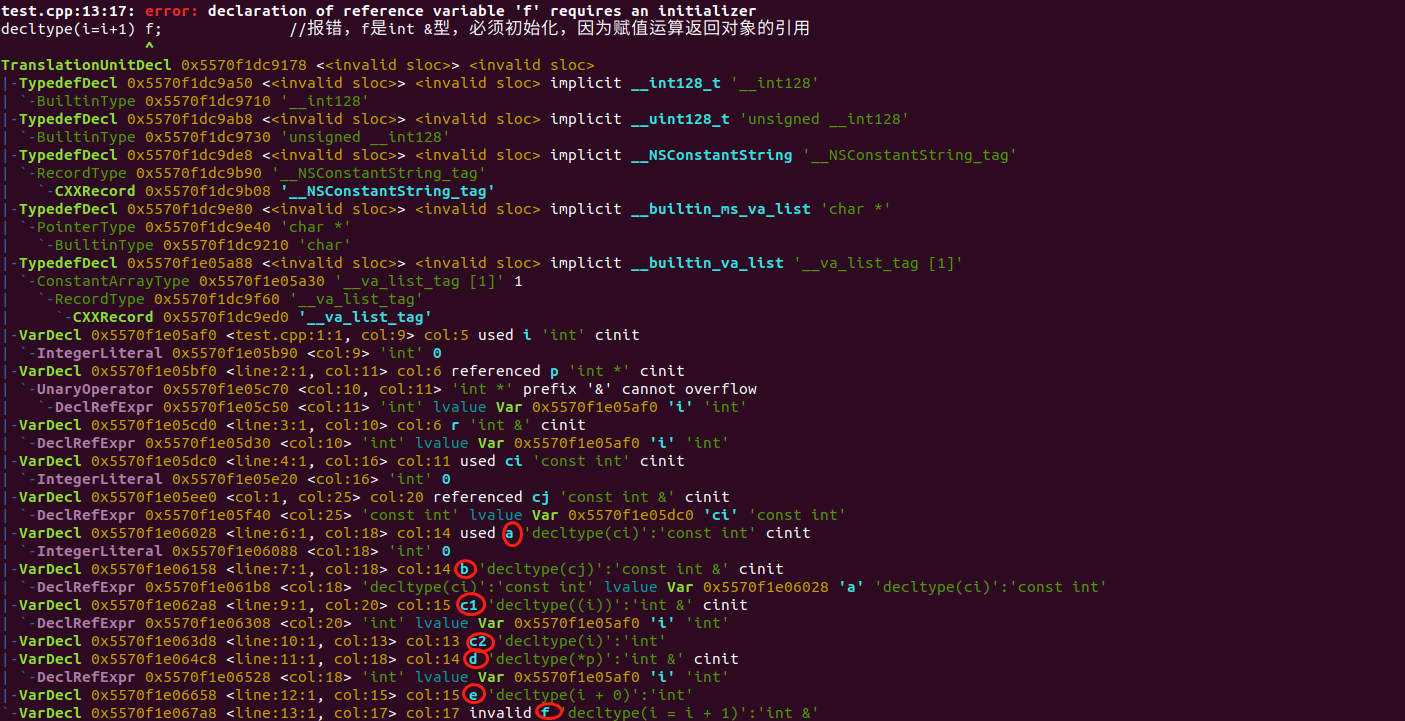 test.cpp:13:17: error: declaration of reference variable 'f' requires an initializer
decltype(i=i+1) f;              //报错，f是int &型，必须初始化，因为赋值运算返回对象的引用
                ^
TranslationUnitDecl 0x5570f1dc9178 <<invalid sloc>> <invalid sloc>
|-TypedefDecl 0x5570f1dc9a50 <<invalid sloc>> <invalid sloc> implicit __int128_t '__int128'
| `-BuiltinType 0x5570f1dc9710 '__int128'
|-TypedefDecl 0x5570f1dc9ab8 <<invalid sloc>> <invalid sloc> implicit __uint128_t 'unsigned __int128'
| `-BuiltinType 0x5570f1dc9730 'unsigned __int128'
|-TypedefDecl 0x5570f1dc9de8 <<invalid sloc>> <invalid sloc> implicit __NSConstantString '__NSConstantString_tag'
| `-RecordType 0x5570f1dc9b90 '__NSConstantString_tag'
|   `-CXXRecord 0x5570f1dc9b08 '__NSConstantString_tag'
|-TypedefDecl 0x5570f1dc9e80 <<invalid sloc>> <invalid sloc> implicit __builtin_ms_va_list 'char *'
| `-PointerType 0x5570f1dc9e40 'char *'
|   `-BuiltinType 0x5570f1dc9210 'char'
|-TypedefDecl 0x5570f1e05a88 <<invalid sloc>> <invalid sloc> implicit __builtin_va_list '__va_list_tag [1]'
| `-ConstantArrayType 0x5570f1e05a30 '__va_list_tag [1]' 1
|   `-RecordType 0x5570f1dc9f60 '__va_list_tag'
|     `-CXXRecord 0x5570f1dc9ed0 '__va_list_tag'
|-VarDecl 0x5570f1e05af0 <test.cpp:1:1, col:9> col:5 used i 'int' cinit
| `-IntegerLiteral 0x5570f1e05b90 <col:9> 'int' 0
|-VarDecl 0x5570f1e05bf0 <line:2:1, col:11> col:6 referenced p 'int *' cinit
| `-UnaryOperator 0x5570f1e05c70 <col:10, col:11> 'int *' prefix '&' cannot overflow
|   `-DeclRefExpr 0x5570f1e05c50 <col:11> 'int' lvalue Var 0x5570f1e05af0 'i' 'int'
|-VarDecl 0x5570f1e05cd0 <line:3:1, col:10> col:6 r 'int &' cinit
| `-DeclRefExpr 0x5570f1e05d30 <col:10> 'int' lvalue Var 0x5570f1e05af0 'i' 'int'
|-VarDecl 0x5570f1e05dc0 <line:4:1, col:16> col:11 used ci 'const int' cinit
| `-IntegerLiteral 0x5570f1e05e20 <col:16> 'int' 0
|-VarDecl 0x5570f1e05ee0 <col:1, col:25> col:20 referenced cj 'const int &' cinit
| `-DeclRefExpr 0x5570f1e05f40 <col:25> 'const int' lvalue Var 0x5570f1e05dc0 'ci' 'const int'
|-VarDecl 0x5570f1e06028 <line:6:1, col:18> col:14 used a 'decltype(ci)':'const int' cinit
| `-IntegerLiteral 0x5570f1e06088 <col:18> 'int' 0
|-VarDecl 0x5570f1e06158 <line:7:1, col:18> col:14 b 'decltype(cj)':'const int &' cinit
| `-DeclRefExpr 0x5570f1e061b8 <col:18> 'decltype(ci)':'const int' lvalue Var 0x5570f1e06028 'a' 'decltype(ci)':'const int'
|-VarDecl 0x5570f1e062a8 <line:9:1, col:20> col:15 c1 'decltype((i))':'int &' cinit
| `-DeclRefExpr 0x5570f1e06308 <col:20> 'int' lvalue Var 0x5570f1e05af0 'i' 'int'
|-VarDecl 0x5570f1e063d8 <line:10:1, col:13> col:13 c2 'decltype(i)':'int'
|-VarDecl 0x5570f1e064c8 <line:11:1, col:18> col:14 d 'decltype(*p)':'int &' cinit
| `-DeclRefExpr 0x5570f1e06528 <col:18> 'int' lvalue Var 0x5570f1e05af0 'i' 'int'
|-VarDecl 0x5570f1e06658 <line:12:1, col:15> col:15 e 'decltype(i + 0)':'int'
`-VarDecl 0x5570f1e067a8 <line:13:1, col:17> col:17 invalid f 'decltype(i = i + 1)':'int &'